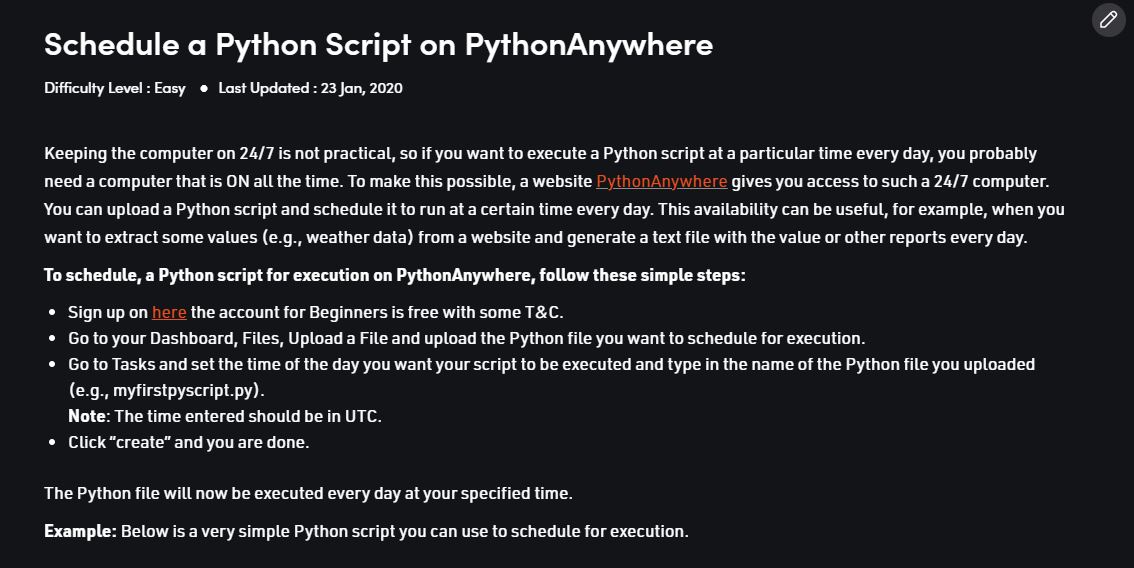 Schedule a Python Script on PythonAnywhere
Difficulty Level : Easy ● Last Updated : 23 Jan, 2020
Keeping the computer on 24/7 is not practical, so if you want to execute a Python script at a particular time every day, you probably
need a computer that is ON all the time. To make this possible, a website PythonAnywhere gives you access to such a 24/7 computer.
You can upload a Python script and schedule it to run at a certain time every day. This availability can be useful, for example, when you
want to extract some values (e.g., weather data) from a website and generate a text file with the value or other reports every day.
To schedule, a Python script for execution on PythonAnywhere, follow these simple steps:
• Sign up on here the account for Beginners is free with some T&C.
• Go to your Dashboard, Files, Upload a File and upload the Python file you want to schedule for execution.
• Go to Tasks and set the time of the day you want your script to be executed and type in the name of the Python file you uploaded
(e.g., myfirstpyscript.py).
Note: The time entered should be in UTC.
• Click “create” and you are done.
The Python file will now be executed every day at your specified time.
Example: Below is a very simple Python script you can use to schedule for execution.